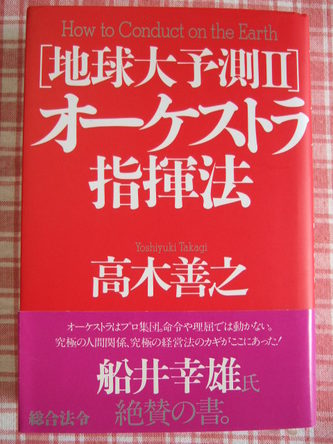 How to Conduct on the Earth
[地球大予測II]
オーケストラ
指揮法
Yoshiyuki Takagi
高木善之
オーケストラはプロ集団。命令や理屈では動かない。
究極の人間関係、究極の経営法のカギがここにあった!
船井幸雄氏
絶賛の書。
総合法令